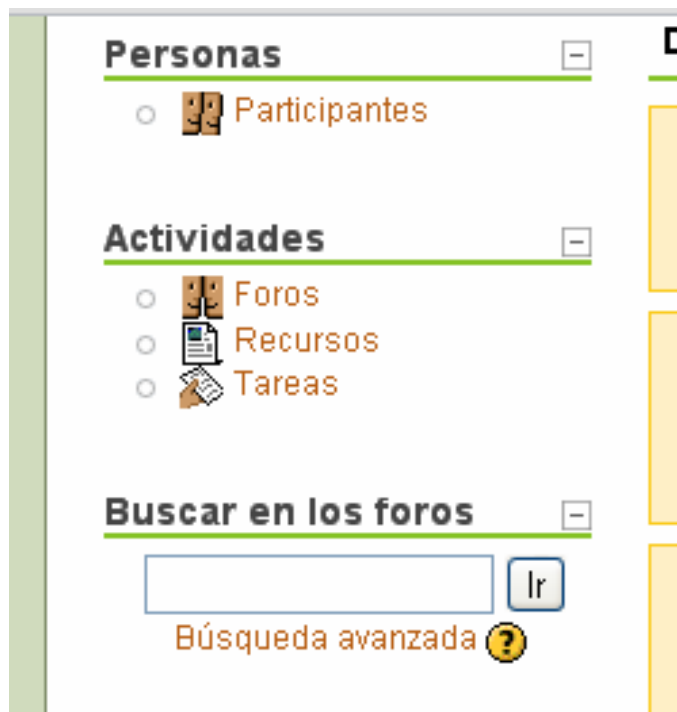 Personas
Participantes
Actividades
Foros
Recursos
Tareas
Buscar en los foros
Ir
Búsqueda avanzada ?